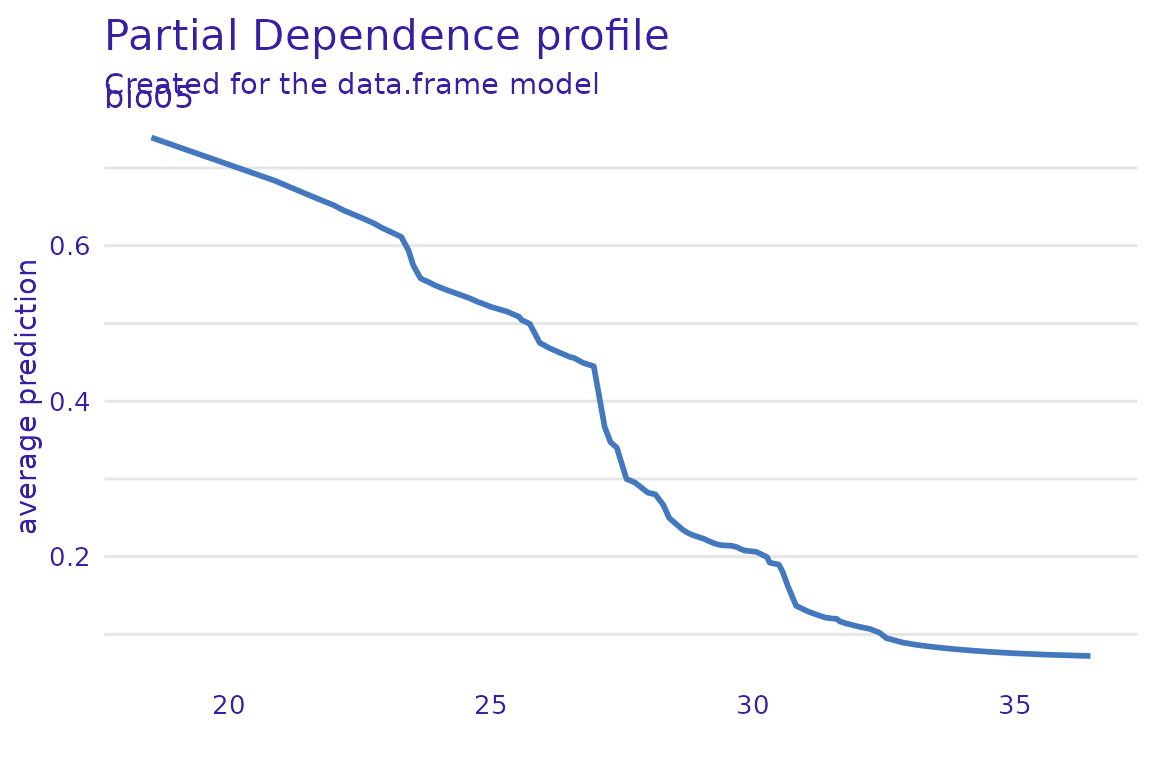 Partial Dependence profile
Created for the data.frame model
bio05
average prediction
0.6
0.4
0.2
20 25 30 35